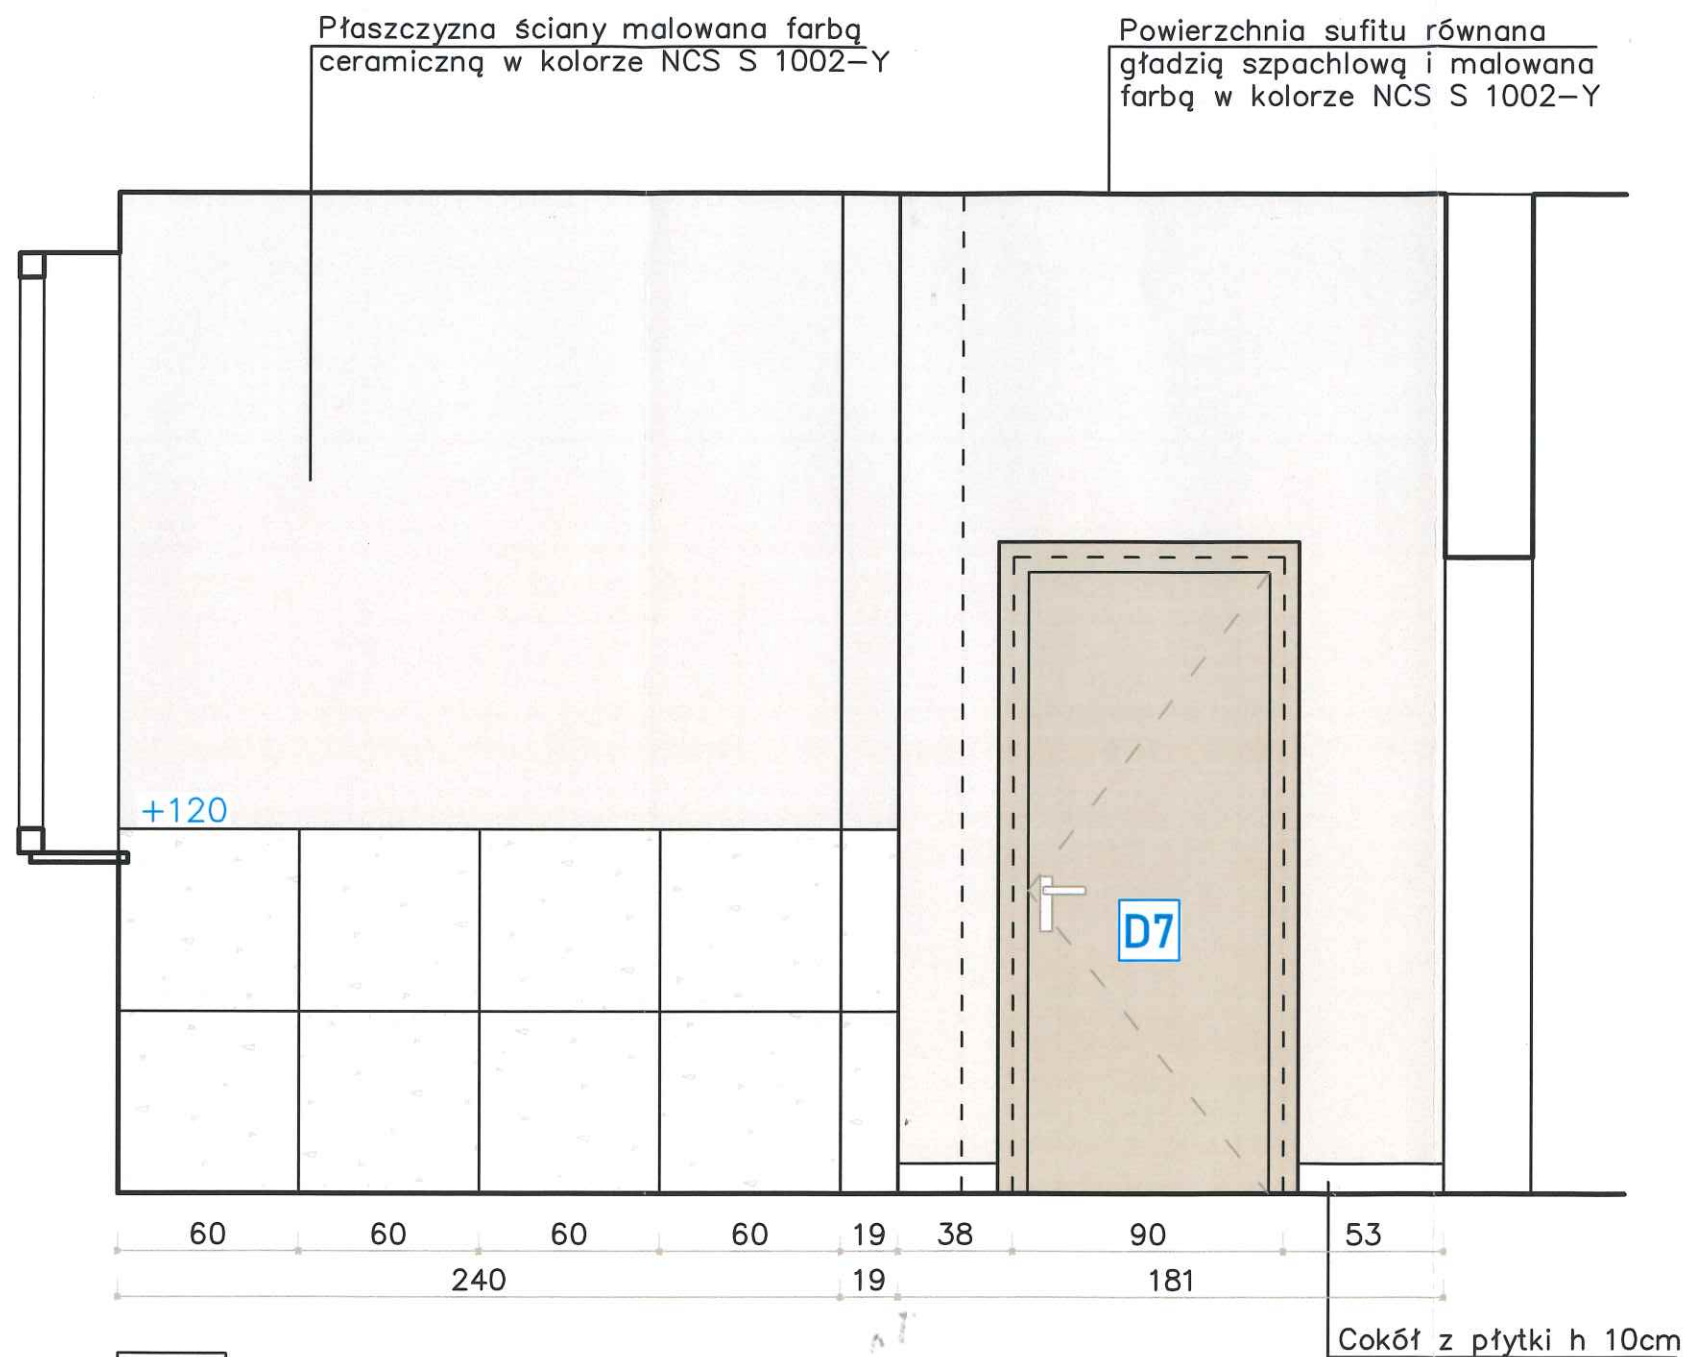 Płaszczyzna ściany malowana farbą
ceramiczną w kolorze NCS S 1002-Y
Powierzchnia sufitu równana
gładzią szpachlową i malowana
farbą w kolorze NCS S 1002-Y
+120
D7
60 60 60 60 19 38 90 53
240 19 181
Cokół z płytki h 10cm